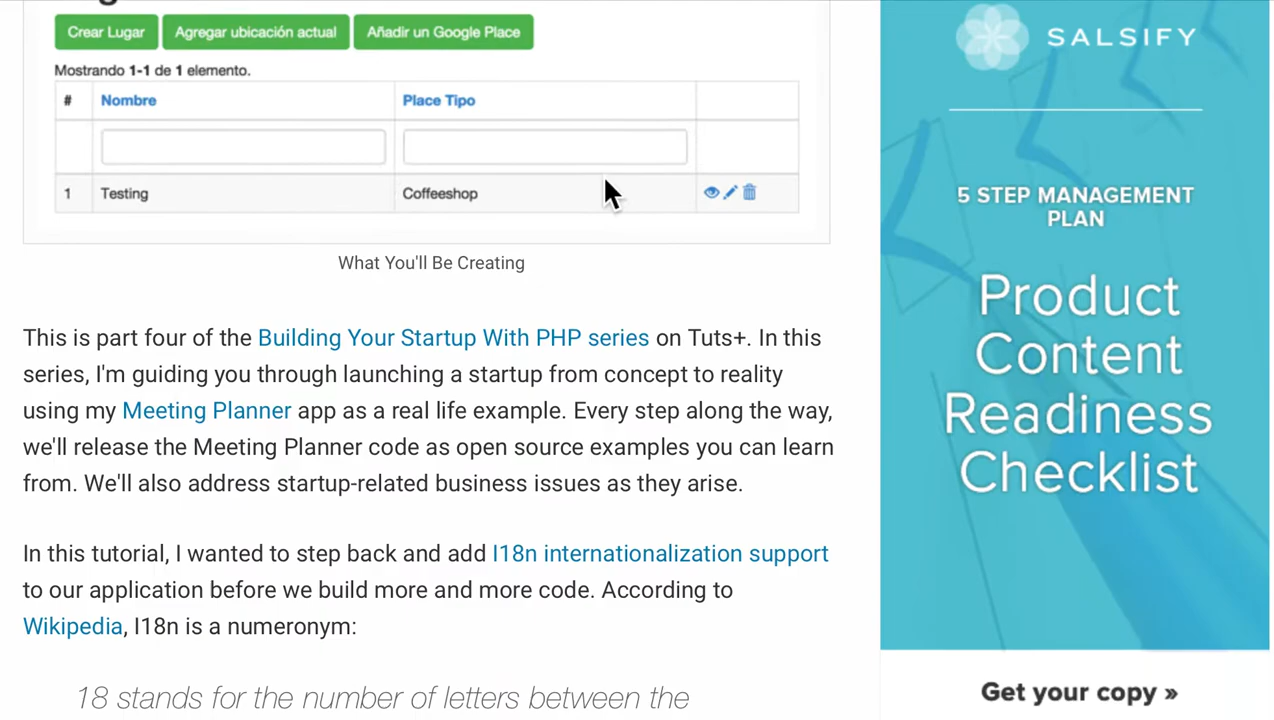 Crear Lugar Agregar ubicación actual Añadir un Google Place
Mostrando 1-1 de 1 elemento.
# Nombre Place Tipo
1 Testing Coffeeshop
What You'll Be Creating
This is part four of the Building Your Startup With PHP series on Tuts+. In this
series, I'm guiding you through launching a startup from concept to reality
using my Meeting Planner app as a real life example. Every step along the way,
we'll release the Meeting Planner code as open source examples you can learn
from. We'll also address startup-related business issues as they arise.
In this tutorial, I wanted to step back and add I18n internationalization support
to our application before we build more and more code. According to
Wikipedia, I18n is a numeronym:
18 stands for the number of letters between the
SALSIFY
5 STEP MANAGEMENT
PLAN
Product
Content
Readiness
Checklist
Get your copy »